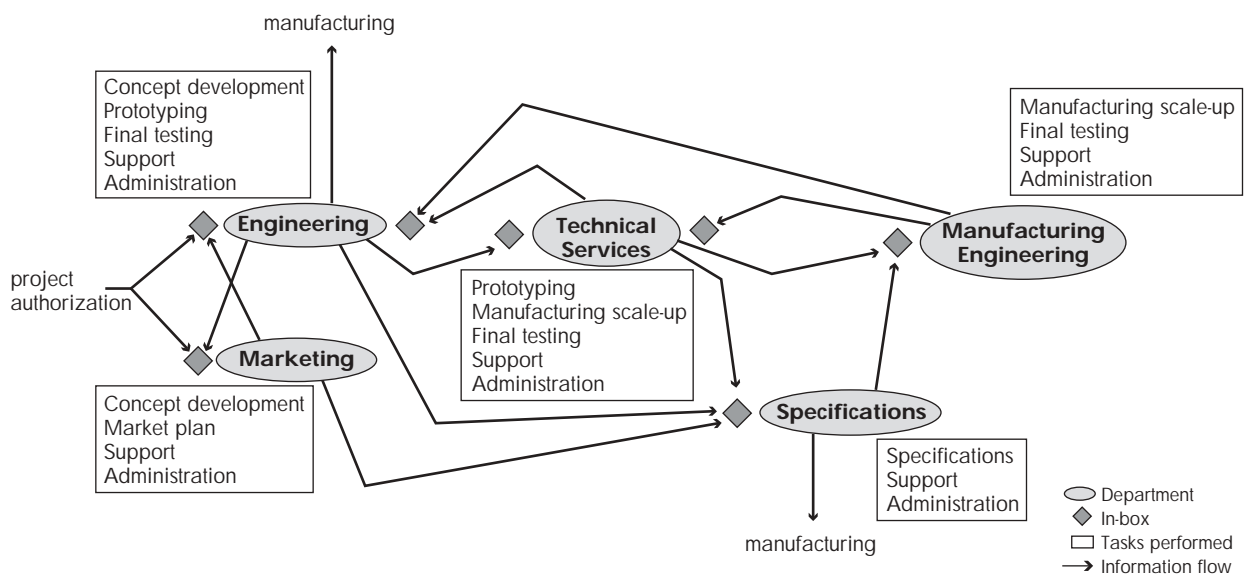 manufacturing
Concept development
Prototyping
Final testing
Support
Administration
Manufacturing scale-up
Final testing
Support
Administration
Engineering
Technical
Services
Manufacturing
Engineering
project
authorization
Prototyping
Manufacturing scale-up
Final testing
Support
Administration
Marketing
Concept development
Market plan
Support
Administration
Specifications
Specifications
Support
Administration
manufacturing
Department
In-box
Tasks performed
Information flow